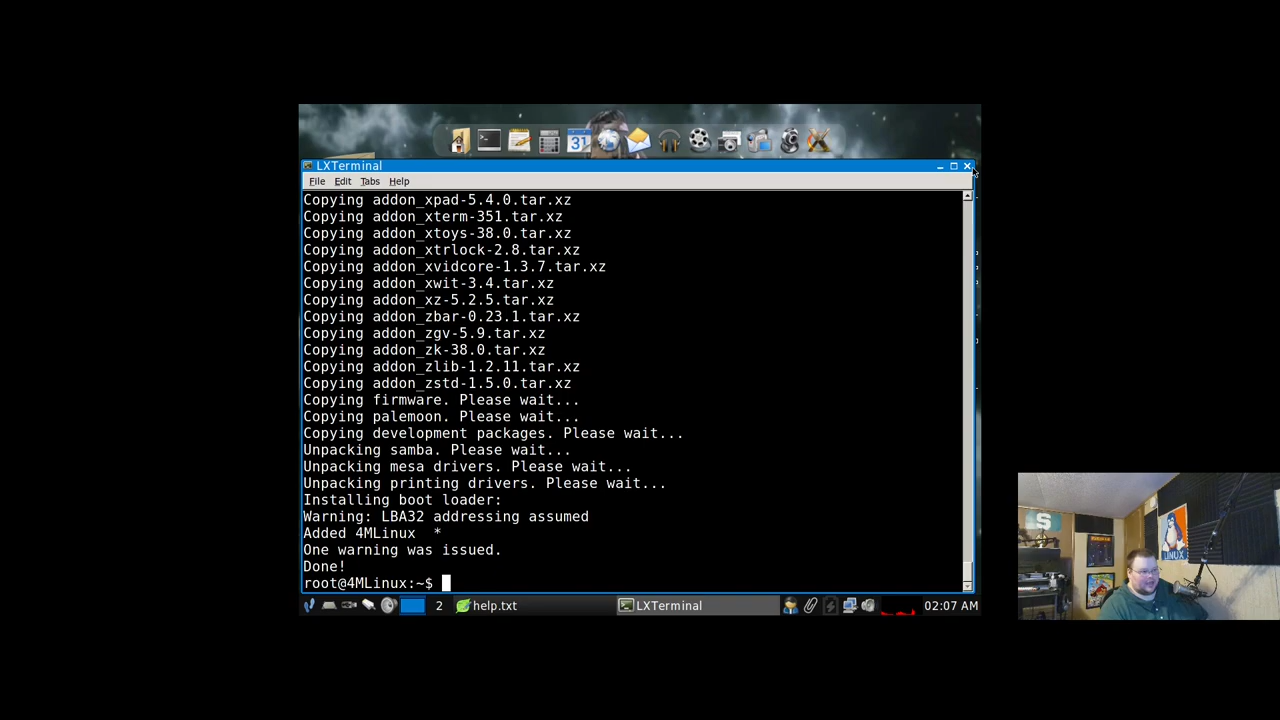 31
LXTerminal
File Edit Tabs Help
Copying addon_xpad-5.4.0.tar.xz
Copying addon_xterm-351.tar.xz
Copying addon_xtoys-38.0.tar.xz
Copying addon_xtrlock-2.8.tar.xz
Copying addon_xvidcore-1.3.7.tar.xz
Copying addon_xwit-3.4.tar.xz
Copying addon_xz-5.2.5.tar.xz
Copying addon_zbar-0.23.1.tar.xz
Copying addon_zgv-5.9.tar.xz
Copying addon_zk-38.0.tar.xz
Copying addon_zlib-1.2.11.tar.xz
Copying addon_zstd-1.5.0.tar.xz
Copying firmware. Please wait...
Copying palemoon. Please wait...
Copying development packages. Please wait...
Unpacking samba. Please wait...
Unpacking mesa drivers. Please wait...
Unpacking printing drivers. Please wait...
Installing boot loader:
Warning: LBA32 addressing assumed
Added 4MLinux  *
One warning was issued.
Done!
root@4MLinux:~$
2 help.txt LXTerminal 02:07 AM
S
LINUX